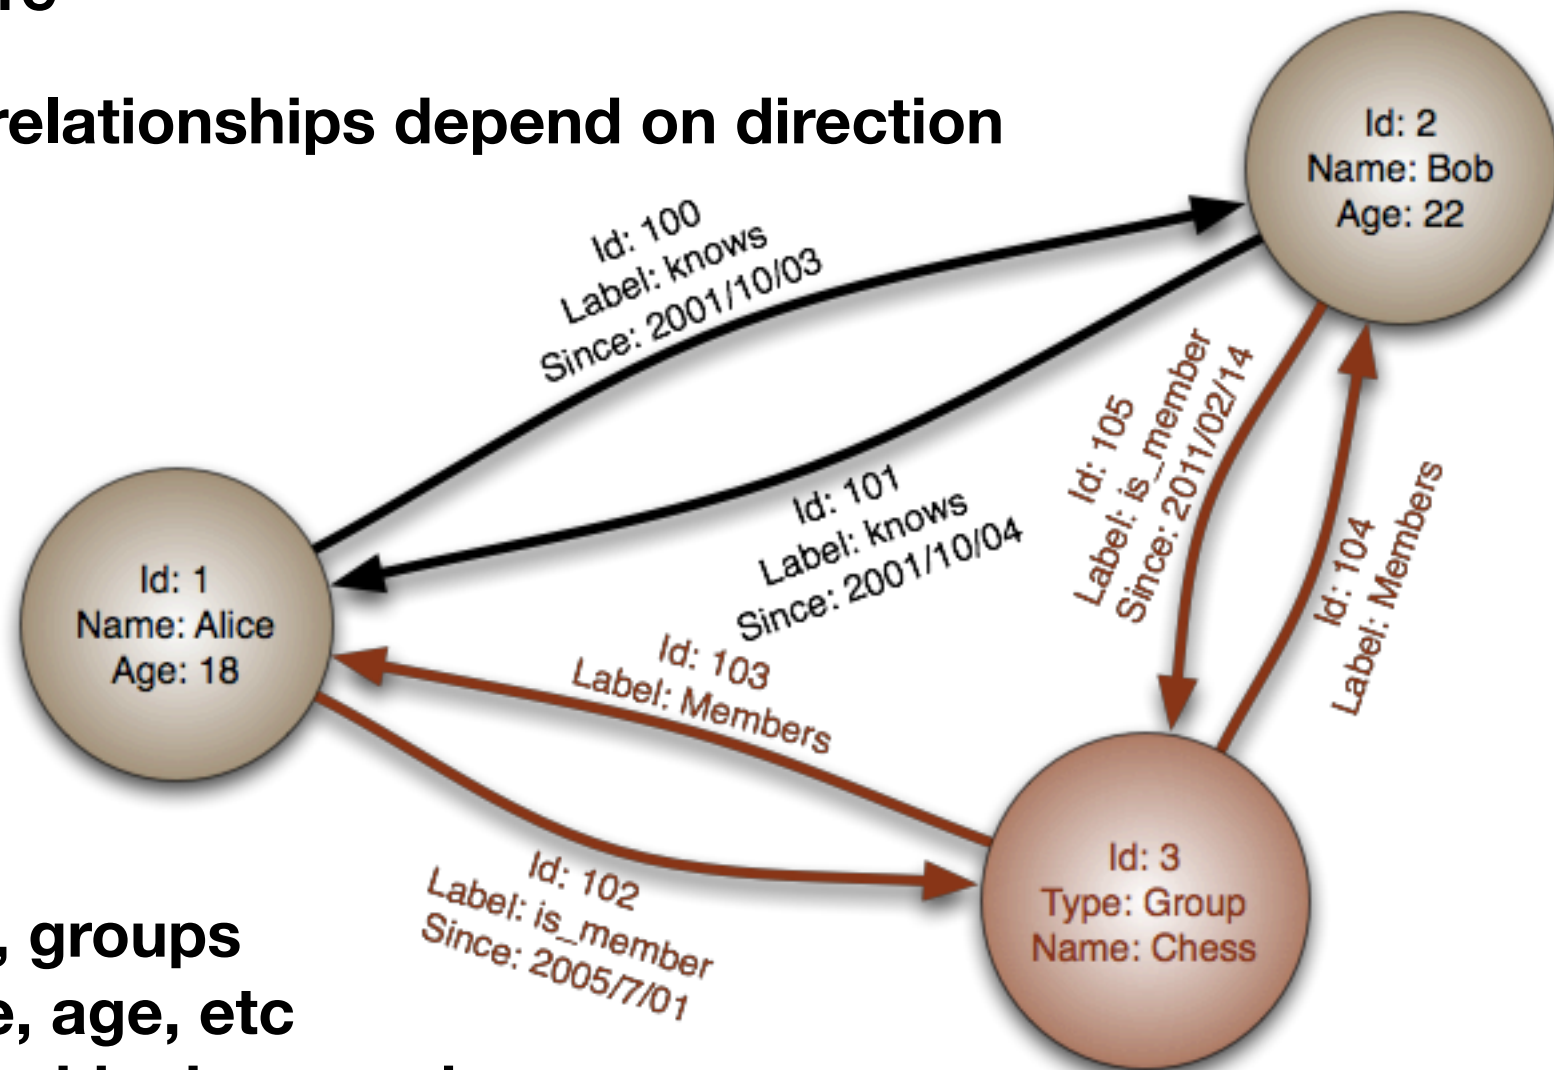 relationships depend on direction
Id: 2
Name: Bob
Age: 22
Id: 100
Label: knows
Since: 2001/10/03
Id: 101
Label: knows
Since: 2001/10/04
Id: 105
Label: is_member
Since: 2011/02/14
Id: 104
Label: Members
Id: 1
Name: Alice
Age: 18
Id: 103
Label: Members
Id: 102
Label: is_member
Since: 2005/7/01
Id: 3
Type: Group
Name: Chess
, groups
, age, etc